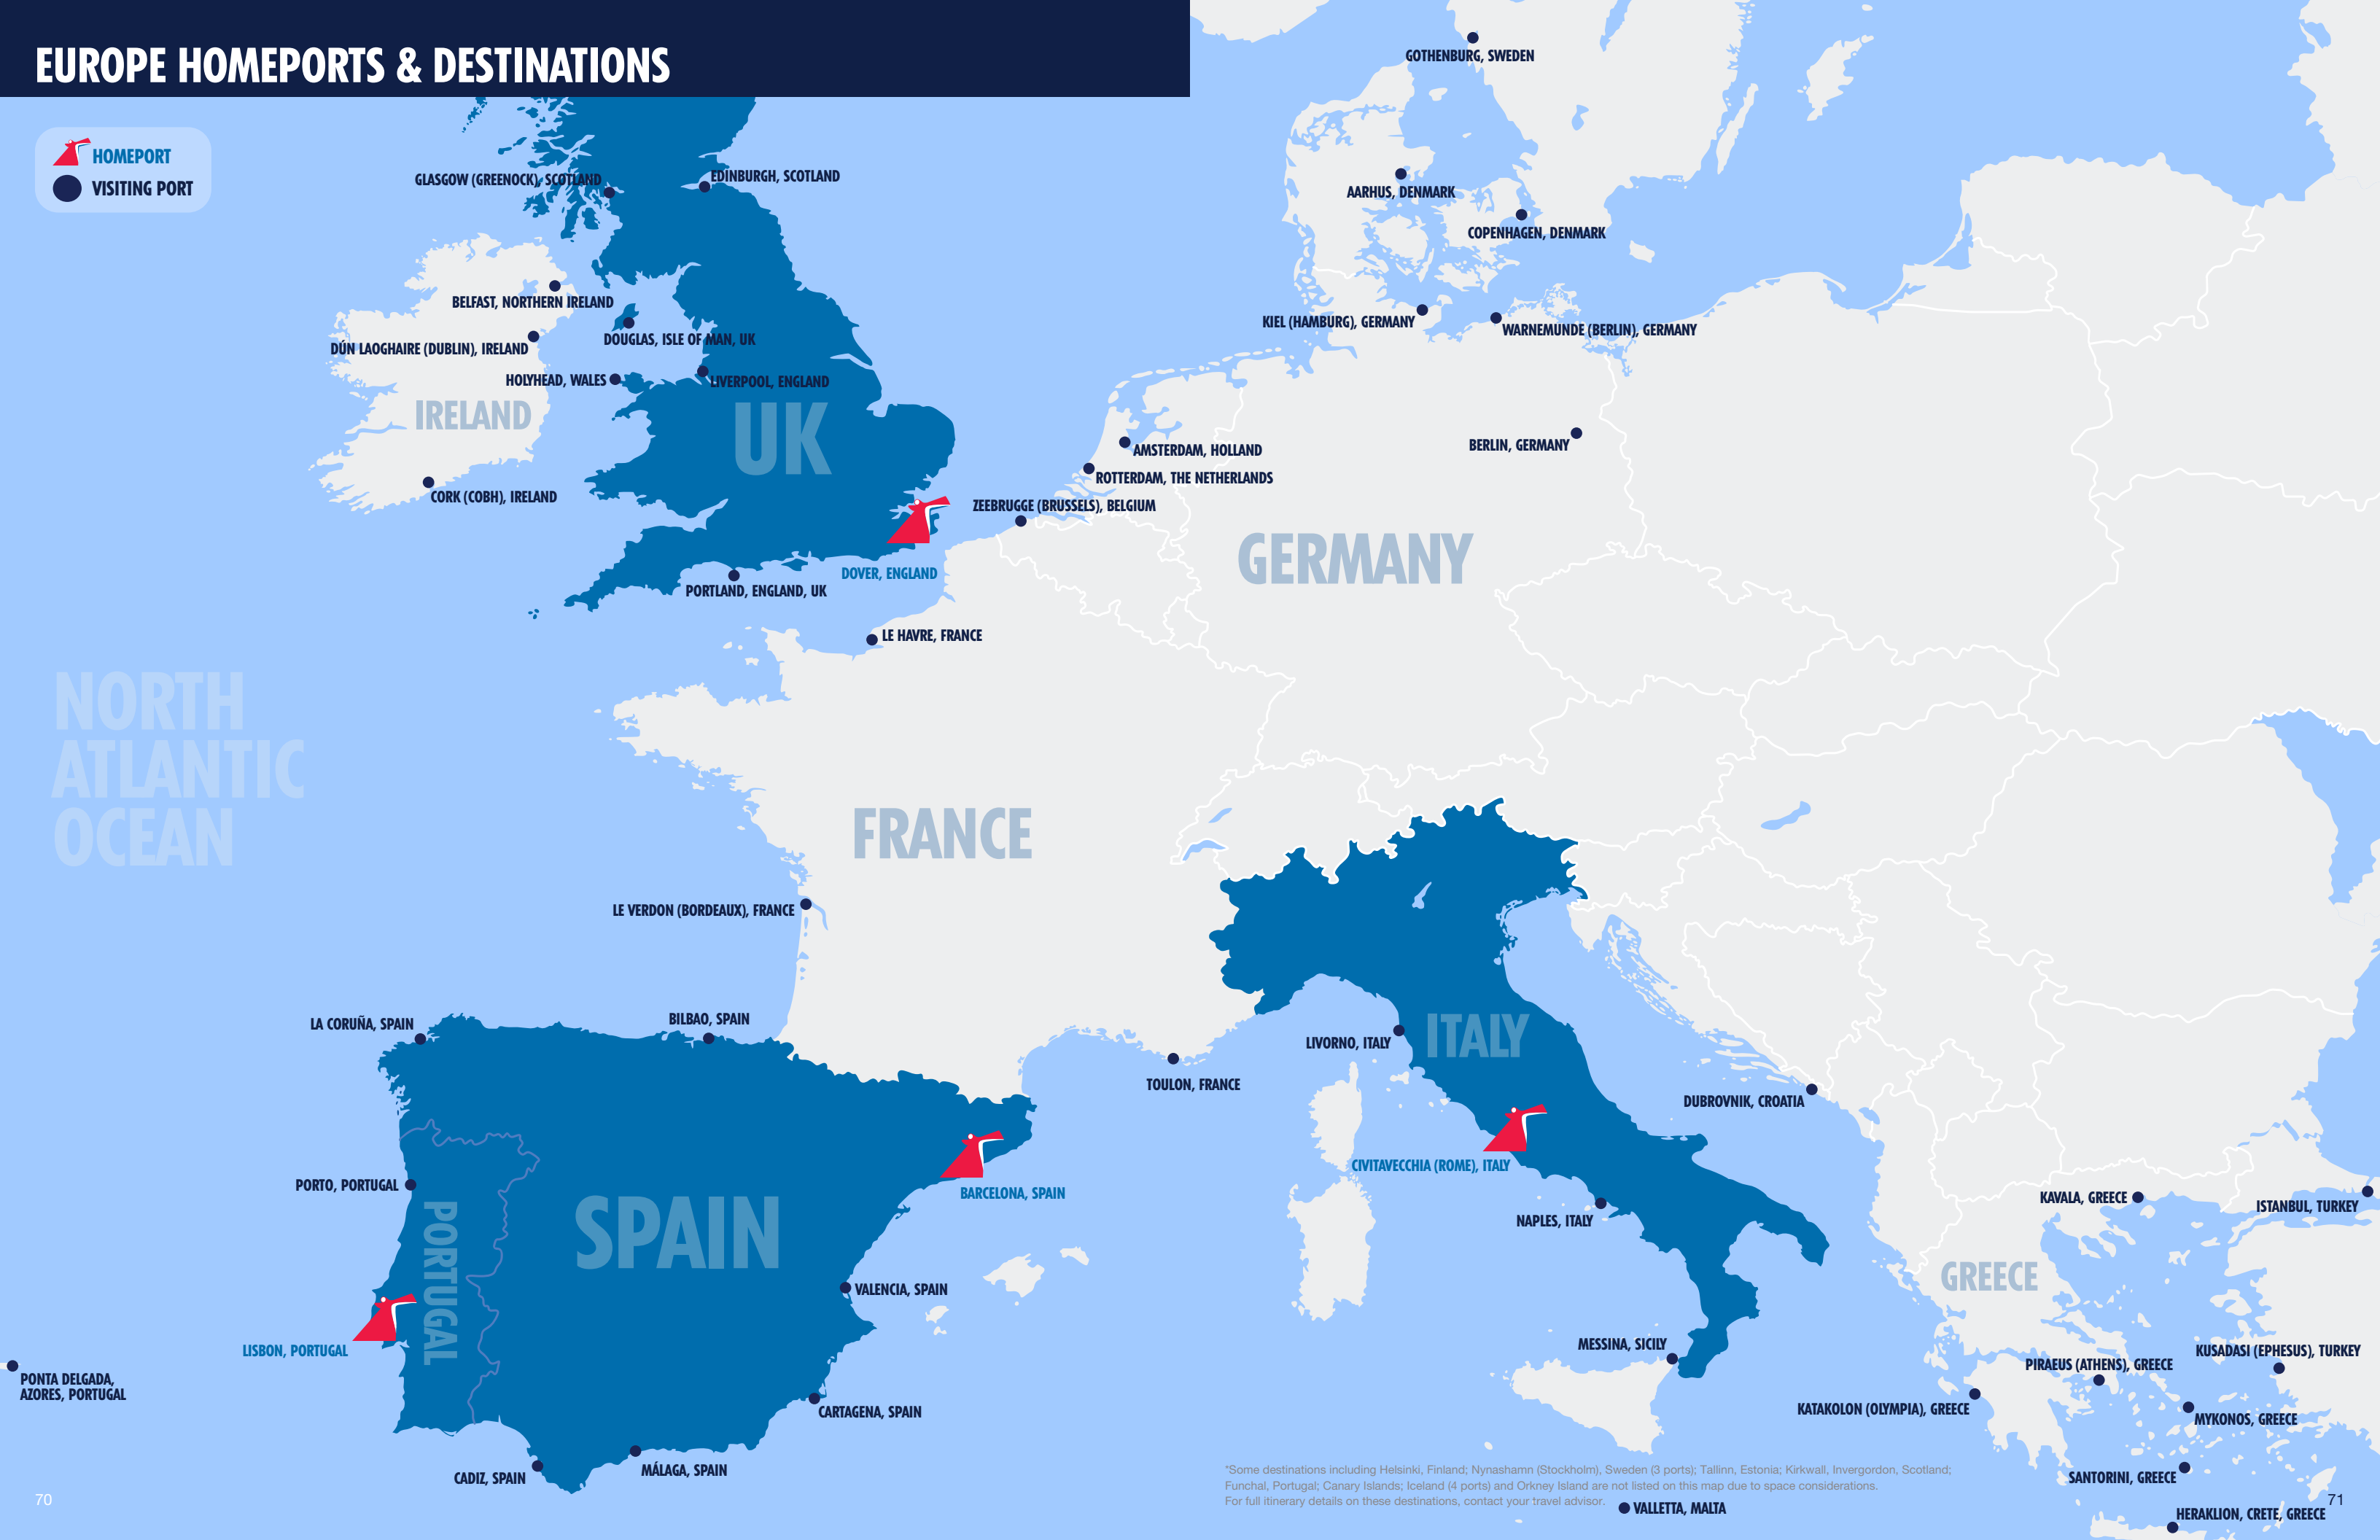 EUROPE HOMEPORTS & DESTINATIONS
HOMEPORT
VISITING PORT
GOTHENBURG, SWEDEN
GLASGOW (GREENOCK), SCOTLAND
EDINBURGH, SCOTLAND
AARHUS, DENMARK
COPENHAGEN, DENMARK
BELFAST, NORTHERN IRELAND
DOUGLAS, ISLE OF MAN, UK
DÚN LAOGHAIRE (DUBLIN), IRELAND
HOLYHEAD, WALES
LIVERPOOL, ENGLAND
KIEL (HAMBURG), GERMANY
WARNEMUNDE (BERLIN), GERMANY
IRELAND
UK
AMSTERDAM, HOLLAND
BERLIN, GERMANY
ROTTERDAM, THE NETHERLANDS
CORK (COBH), IRELAND
ZEEBRUGGE (BRUSSELS), BELGIUM
GERMANY
DOVER, ENGLAND
PORTLAND, ENGLAND, UK
LE HAVRE, FRANCE
NORTH
ATLANTIC
OCEAN
FRANCE
LE VERDON (BORDEAUX), FRANCE
LA CORUÑA, SPAIN
BILBAO, SPAIN
LIVORNO, ITALY
ITALY
TOULON, FRANCE
DUBROVNIK, CROATIA
CIVITAVECCHIA (ROME), ITALY
PORTO, PORTUGAL
BARCELONA, SPAIN
KAVALA, GREECE
ISTANBUL, TURKEY
NAPLES, ITALY
PORTUGAL
SPAIN
GREECE
VALENCIA, SPAIN
LISBON, PORTUGAL
MESSINA, SICILY
KUSADASI (EPHESUS), TURKEY
PIRAEUS (ATHENS), GREECE
PONTA DELGADA,
AZORES, PORTUGAL
CARTAGENA, SPAIN
KATAKOLON (OLYMPIA), GREECE
MYKONOS, GREECE
CADIZ, SPAIN
MÁLAGA, SPAIN
SANTORINI, GREECE
*Some destinations including Helsinki, Finland; Nynashamn (Stockholm), Sweden (3 ports); Tallinn, Estonia; Kirkwall, Invergordon, Scotland;
Funchal, Portugal; Canary Islands; Iceland (4 ports) and Orkney Island are not listed on this map due to space considerations.
For full itinerary details on these destinations, contact your travel advisor.
VALLETTA, MALTA
HERAKLION, CRETE, GREECE
70
71